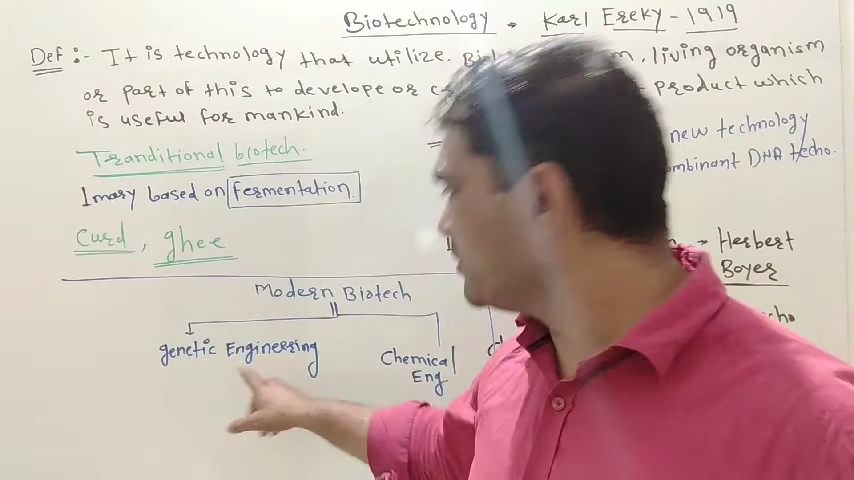 Biotechnology - Karl Ereky - 1919
Def :- It is technology that utilize. living organism
or part of this to develope or product which
is useful for mankind.
new technology
DNA techo.
Tranditional biotech.
Imary based on fermentation
Curd, ghee
Herbert
Boyer
Modern Biotech
genetic Engineering
Chemical
Eng.